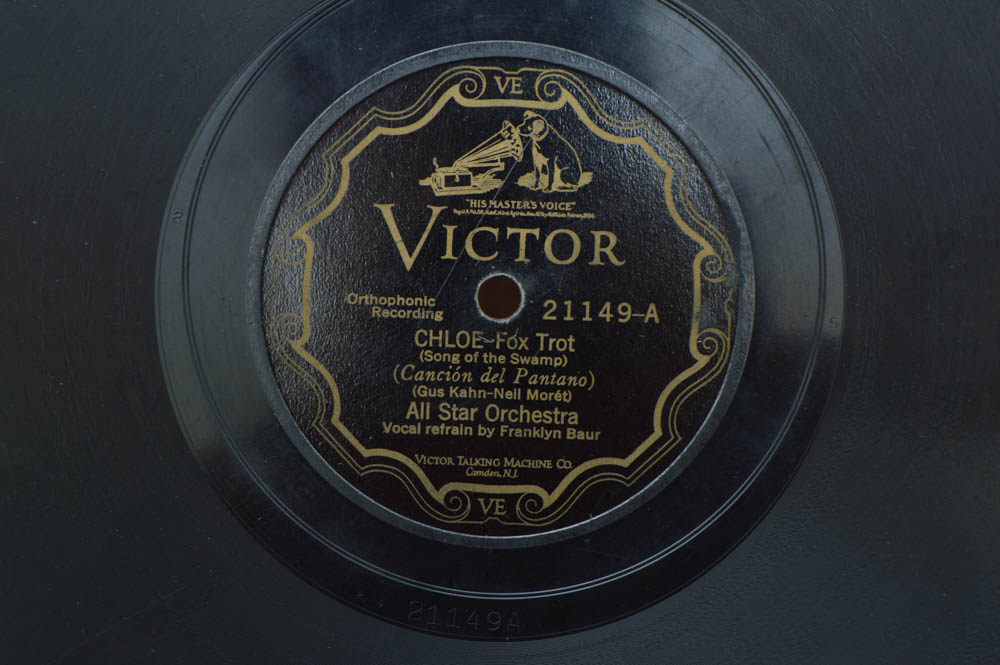 VE
"HIS MASTER'S VOICE"
VICTOR
Orthophonic
Recording
21149-A
CHLOE-Fox Trot
(Song of the Swamp)
(Canción del Pantano)
(Gus Kahn-Neil Morét)
All Star Orchestra
Vocal refrain by Franklyn Baur
VICTOR TALKING MACHINE CO.
Camden, N.J.
VE
21149A